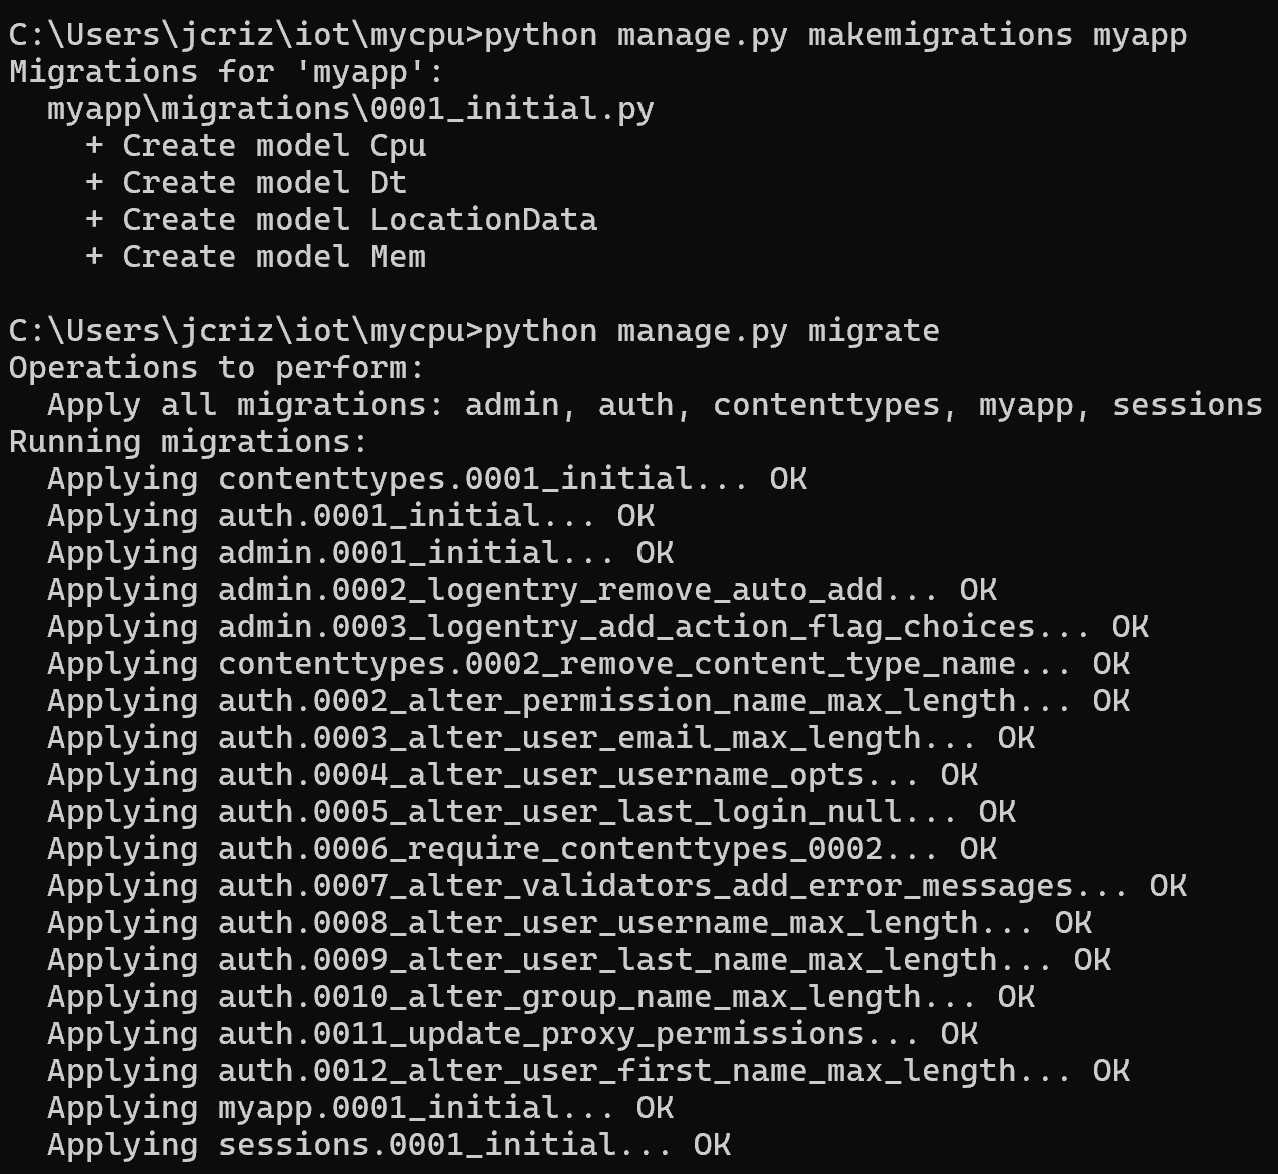 C:\Users\jcriz\iot\mycpu>python manage.py makemigrations myapp
Migrations for 'myapp':
  myapp\migrations\0001_initial.py
    + Create model Cpu
    + Create model Dt
    + Create model LocationData
    + Create model Mem

C:\Users\jcriz\iot\mycpu>python manage.py migrate
Operations to perform:
  Apply all migrations: admin, auth, contenttypes, myapp, sessions
Running migrations:
  Applying contenttypes.0001_initial... OK
  Applying auth.0001_initial... OK
  Applying admin.0001_initial... OK
  Applying admin.0002_logentry_remove_auto_add... OK
  Applying admin.0003_logentry_add_action_flag_choices... OK
  Applying contenttypes.0002_remove_content_type_name... OK
  Applying auth.0002_alter_permission_name_max_length... OK
  Applying auth.0003_alter_user_email_max_length... OK
  Applying auth.0004_alter_user_username_opts... OK
  Applying auth.0005_alter_user_last_login_null... OK
  Applying auth.0006_require_contenttypes_0002... OK
  Applying auth.0007_alter_validators_add_error_messages... OK
  Applying auth.0008_alter_user_username_max_length... OK
  Applying auth.0009_alter_user_last_name_max_length... OK
  Applying auth.0010_alter_group_name_max_length... OK
  Applying auth.0011_update_proxy_permissions... OK
  Applying auth.0012_alter_user_first_name_max_length... OK
  Applying myapp.0001_initial... OK
  Applying sessions.0001_initial... OK